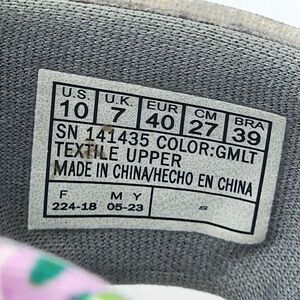 U.S. U.K. EUR CM BRA
10 7 40 27 39
SN 141435 COLOR:GMLT
TEXTILE UPPER
MADE IN CHINA/HECHO EN CHINA
F M Y
224-18 05-23 S